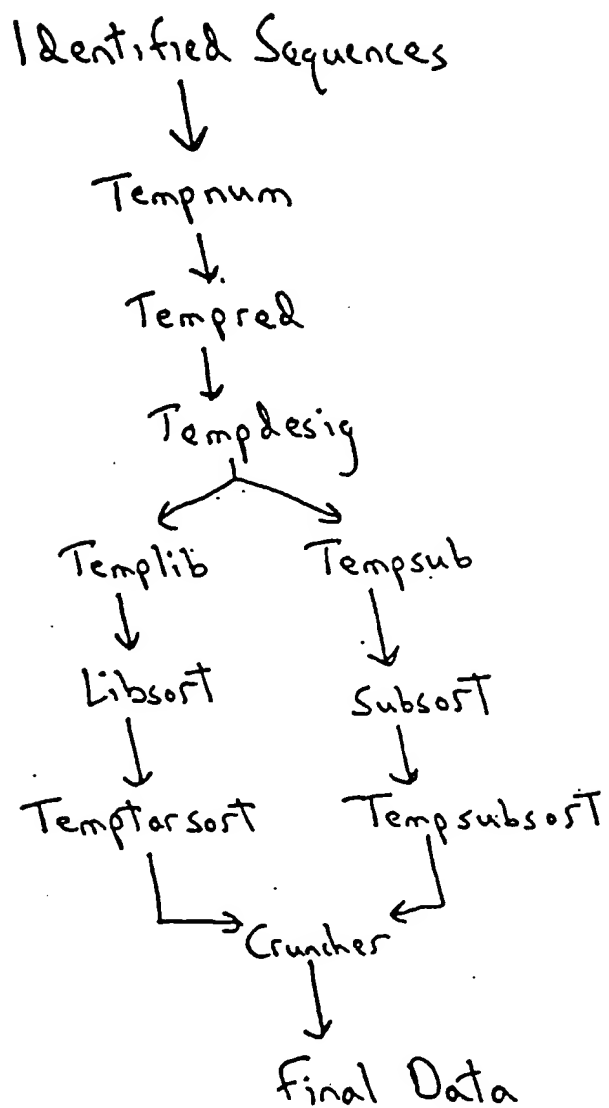 Identified Sequences
Tempnum
Tempred
Tempdesig
Templib Tempsub
Libsort Subsort
Temptarsort Tempsubsort
Cruncher
Final Data